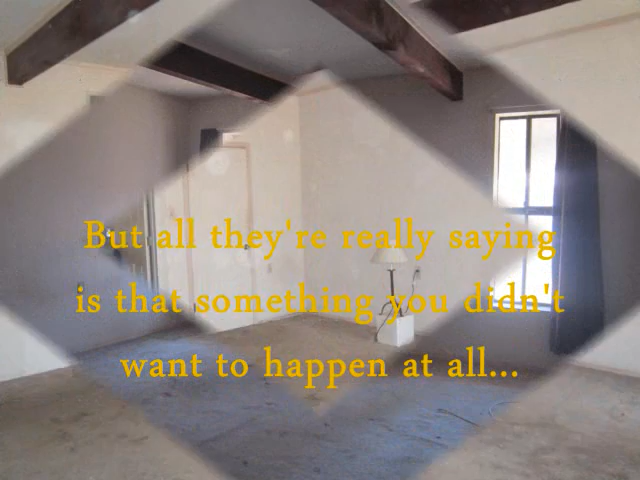 But all they're really saying
is that something you didn't
want to happen at all...